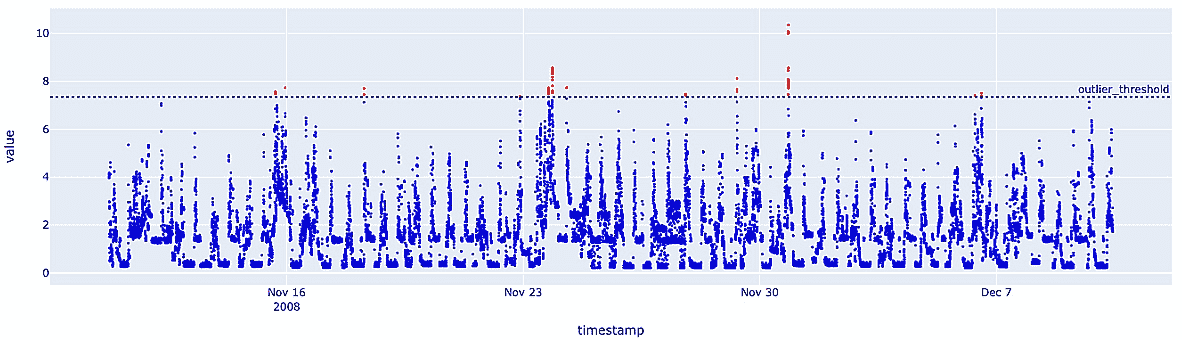 10
8
outlier_threshold
6
value
4
2
0
Nov 16
2008
Nov 23
Nov 30
Dec 7
timestamp